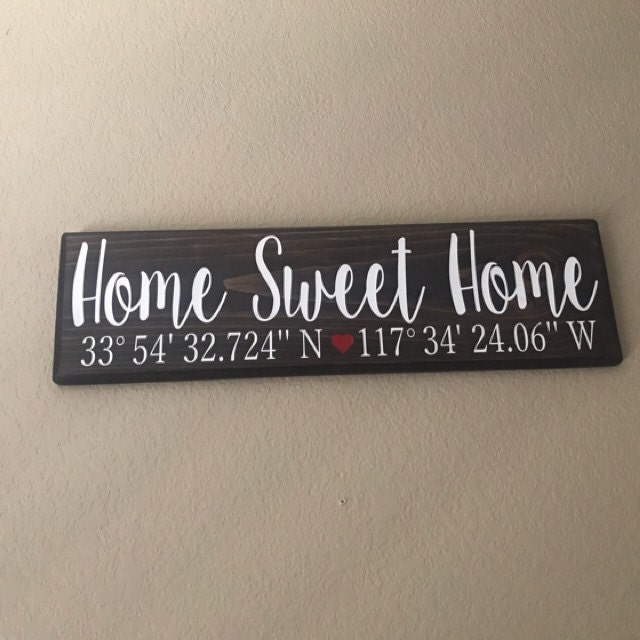 Home Sweet Home
33° 54' 32.724" N ❤ 117° 34' 24.06" W